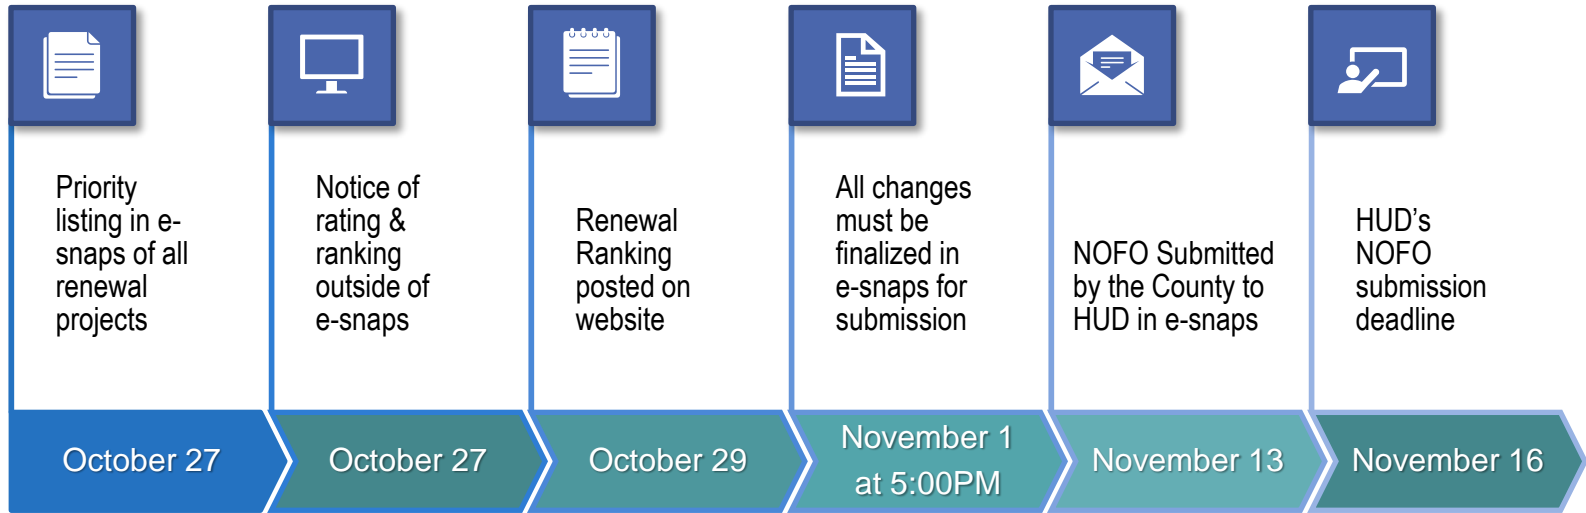 Priority
listing in e-
snaps of all
renewal
projects
Notice of
rating &
ranking
outside of
e-snaps
Renewal
Ranking
posted on
website
All changes
must be
finalized in
e-snaps for
submission
NOFO Submitted
by the County to
HUD in e-snaps
HUD's
NOFO
submission
deadline
October 27
October 27
October 29
November 1
at 5:00PM
November 13
November 16